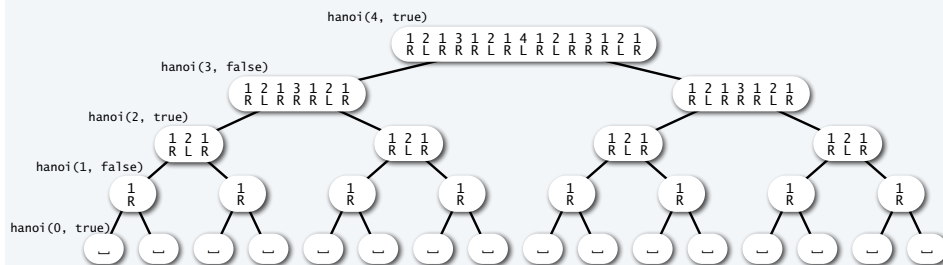 hanoi(4, true)
1 2 1 3 1 2 1 4 1 2 1 3 1 2 1
R L R R R L R L R L R R R L R
hanoi(3, false)
1 2 1 3 1 2 1
R L R R R L R
1 2 1 3 1 2 1
R L R R R L R
hanoi(2, true)
1 2 1
R L R
1 2 1
R L R
1 2 1
R L R
1 2 1
R L R
hanoi(1, false)
1
R
1
R
1
R
1
R
1
R
1
R
1
R
1
R
hanoi(0, true)
␣ ␣ ␣ ␣ ␣ ␣ ␣ ␣ ␣ ␣ ␣ ␣ ␣ ␣ ␣ ␣